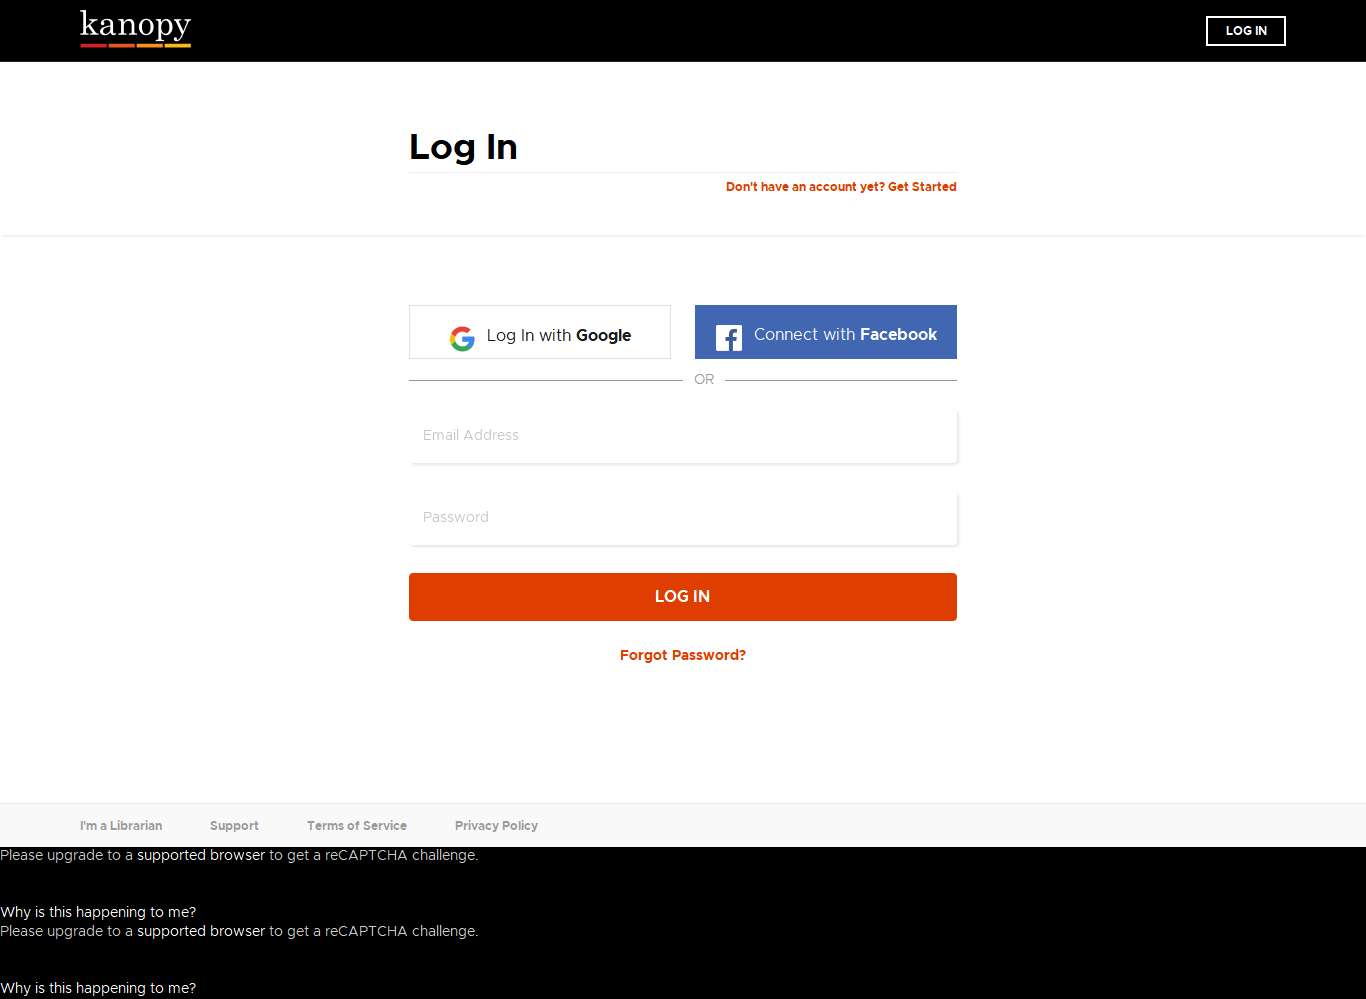 kanopy
LOG IN
Log In
Don't have an account yet? Get Started
Log In with Google
Connect with Facebook
OR
Email Address
Password
LOG IN
Forgot Password?
I'm a Librarian
Support
Terms of Service
Privacy Policy
Please upgrade to a supported browser to get a reCAPTCHA challenge.
Why is this happening to me?
Please upgrade to a supported browser to get a reCAPTCHA challenge.
Why is this happening to me?